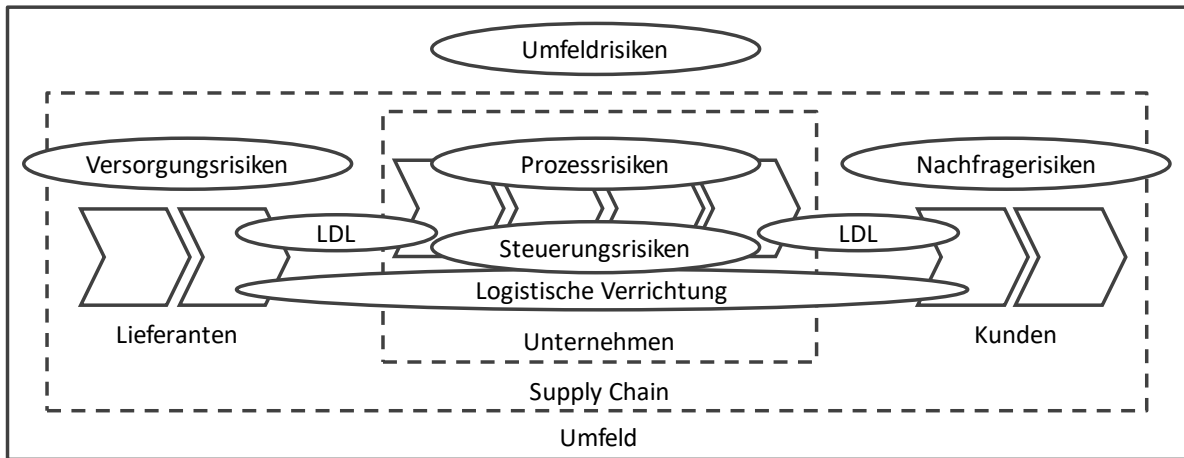 Umfeldrisiken
Versorgungsrisiken
Prozessrisiken
Nachfragerisiken
LDL
Steuerungsrisiken
LDL
Logistische Verrichtung
Lieferanten
Unternehmen
Kunden
Supply Chain
Umfeld